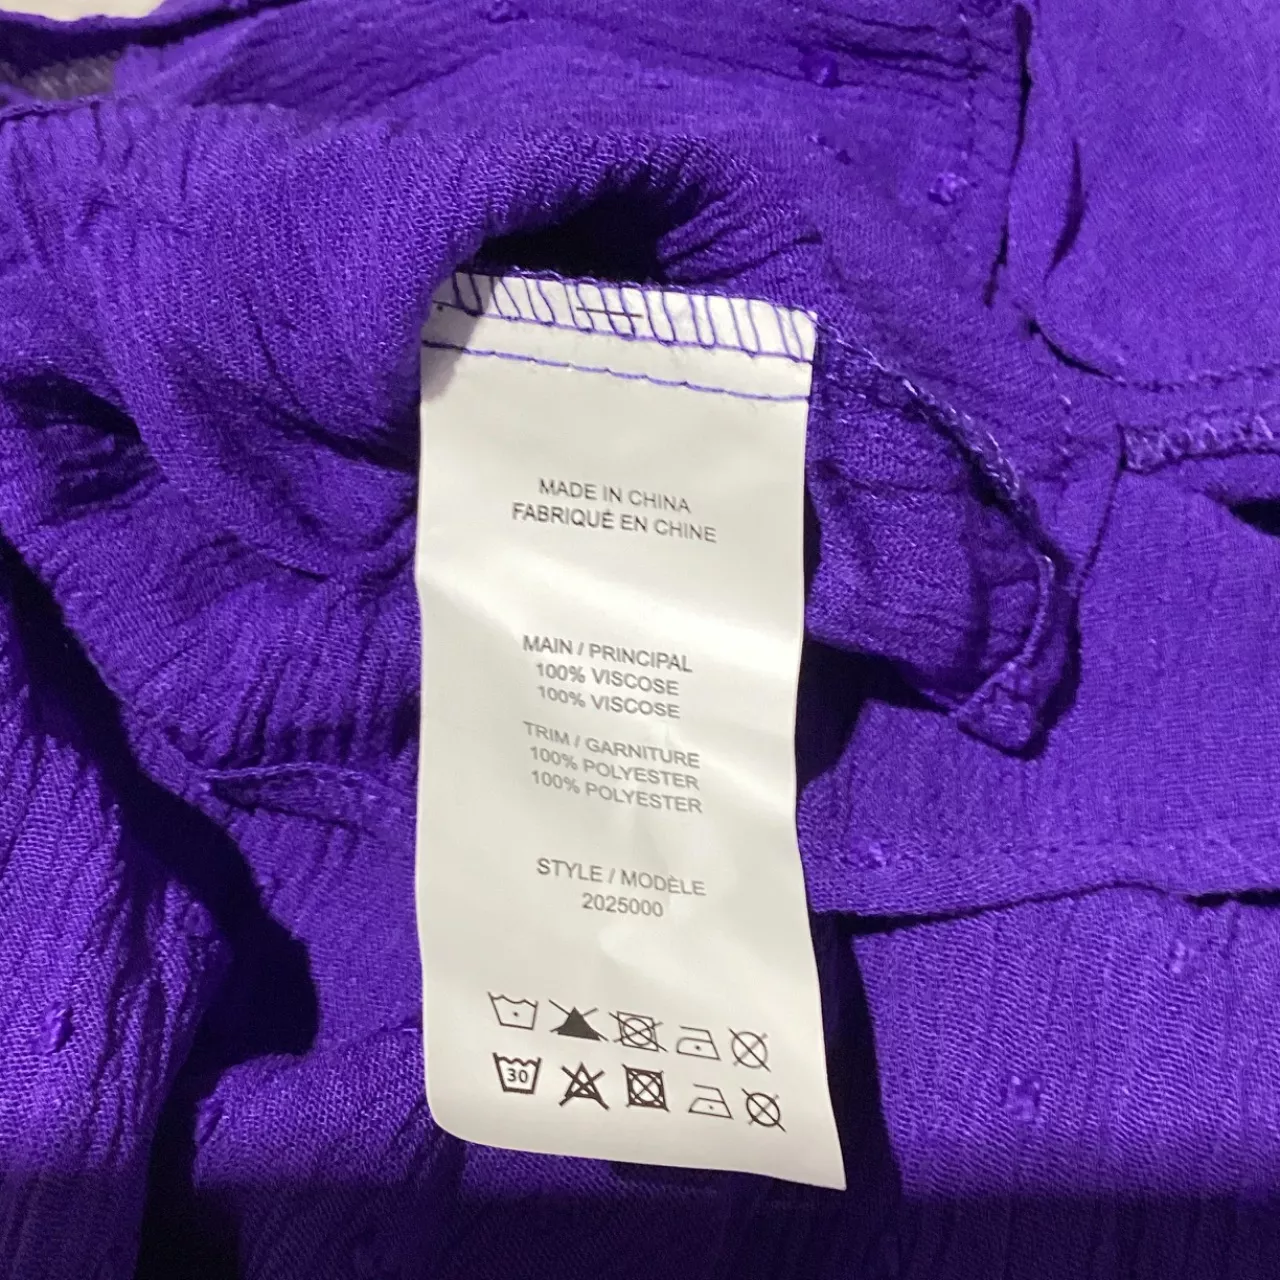 MADE IN CHINA
FABRIQUÉ EN CHINE
MAIN / PRINCIPAL
100% VISCOSE
100% VISCOSE
TRIM / GARNITURE
100% POLYESTER
100% POLYESTER
STYLE / MODÈLE
2025000
30